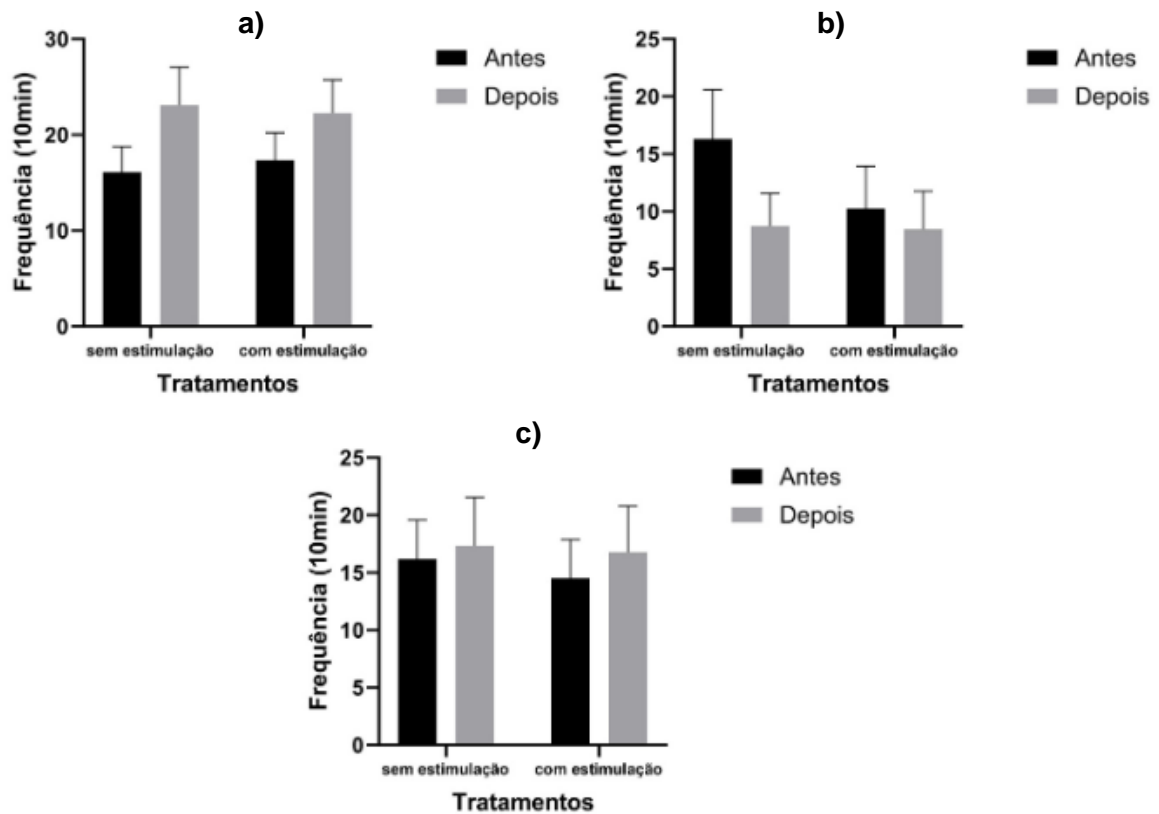 a)
30
20
10
0
Frequência (10min)
sem estimulação
com estimulação
Tratamentos
Antes
Depois
b)
25
20
15
10
5
0
Frequência (10min)
sem estimulação
com estimulação
Tratamentos
Antes
Depois
c)
25
20
15
10
5
0
Frequência (10min)
sem estimulação
com estimulação
Tratamentos
Antes
Depois